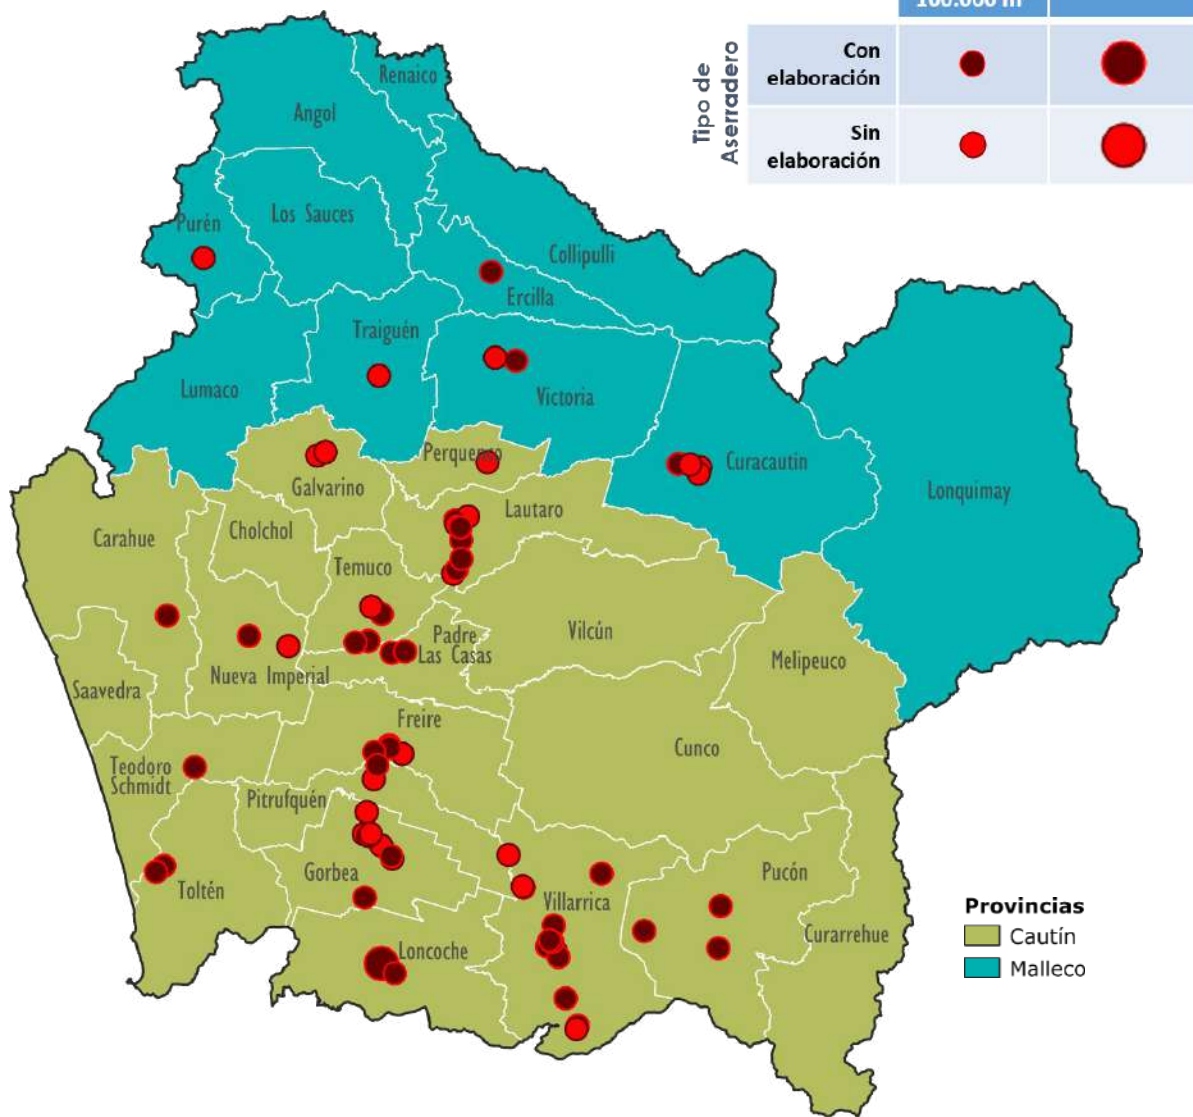 Con
elaboración
Sin
elaboración
Tipo de
Aserradero
Renaico
Angol
Los Sauces
Purén
Collipulli
Ercilla
Traiguén
Lumaco
Victoria
Curacautin
Lonquimay
Perquenco
Galvarino
Lautaro
Carahue
Cholchol
Temuco
Vilcún
Padre
Las Casas
Melipeuco
Nueva Imperial
Saavedra
Freire
Cunco
Teodoro
Schmidt
Pitrufquén
Gorbea
Toltén
Villarrica
Pucón
Curarrehue
Loncoche
Provincias
Cautín
Malleco